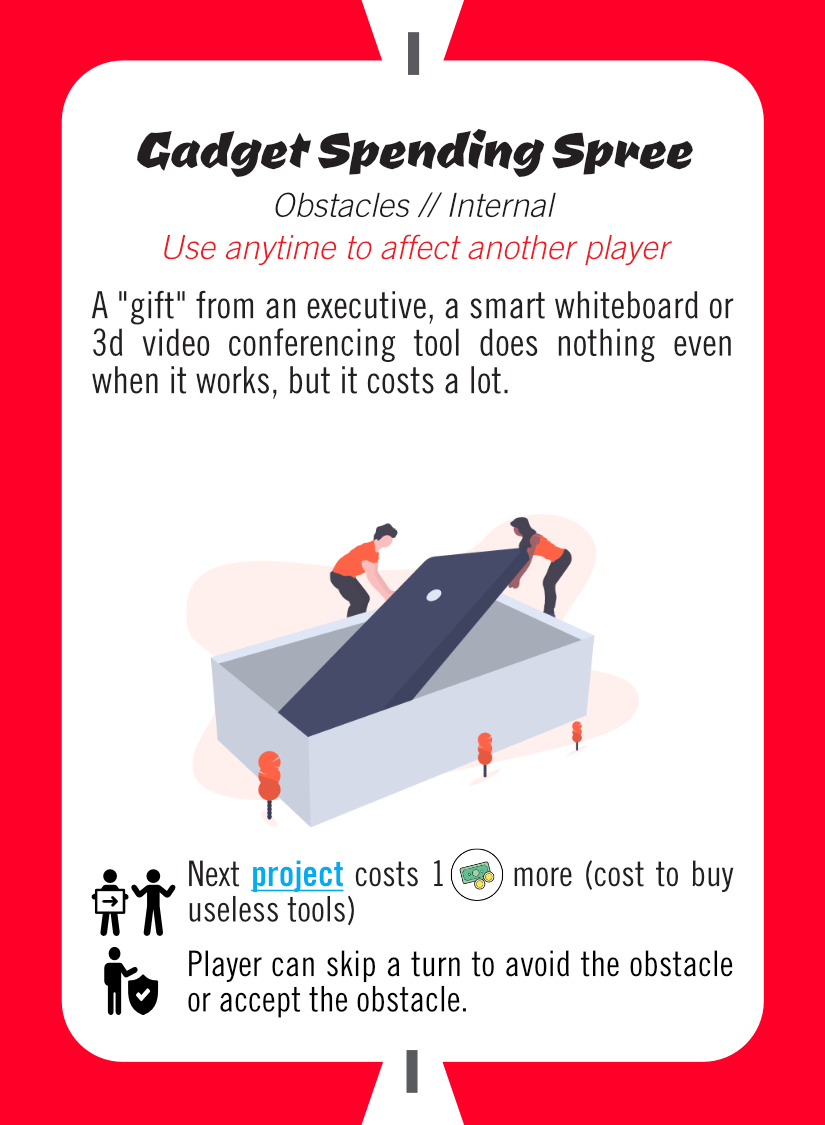 Gadget Spending Spree
Obstacles // Internal
Use anytime to affect another player
A "gift" from an executive, a smart whiteboard or
3d video conferencing tool does nothing even
when it works, but it costs a lot.
Next project costs 1 more (cost to buy
useless tools)
Player can skip a turn to avoid the obstacle
or accept the obstacle.